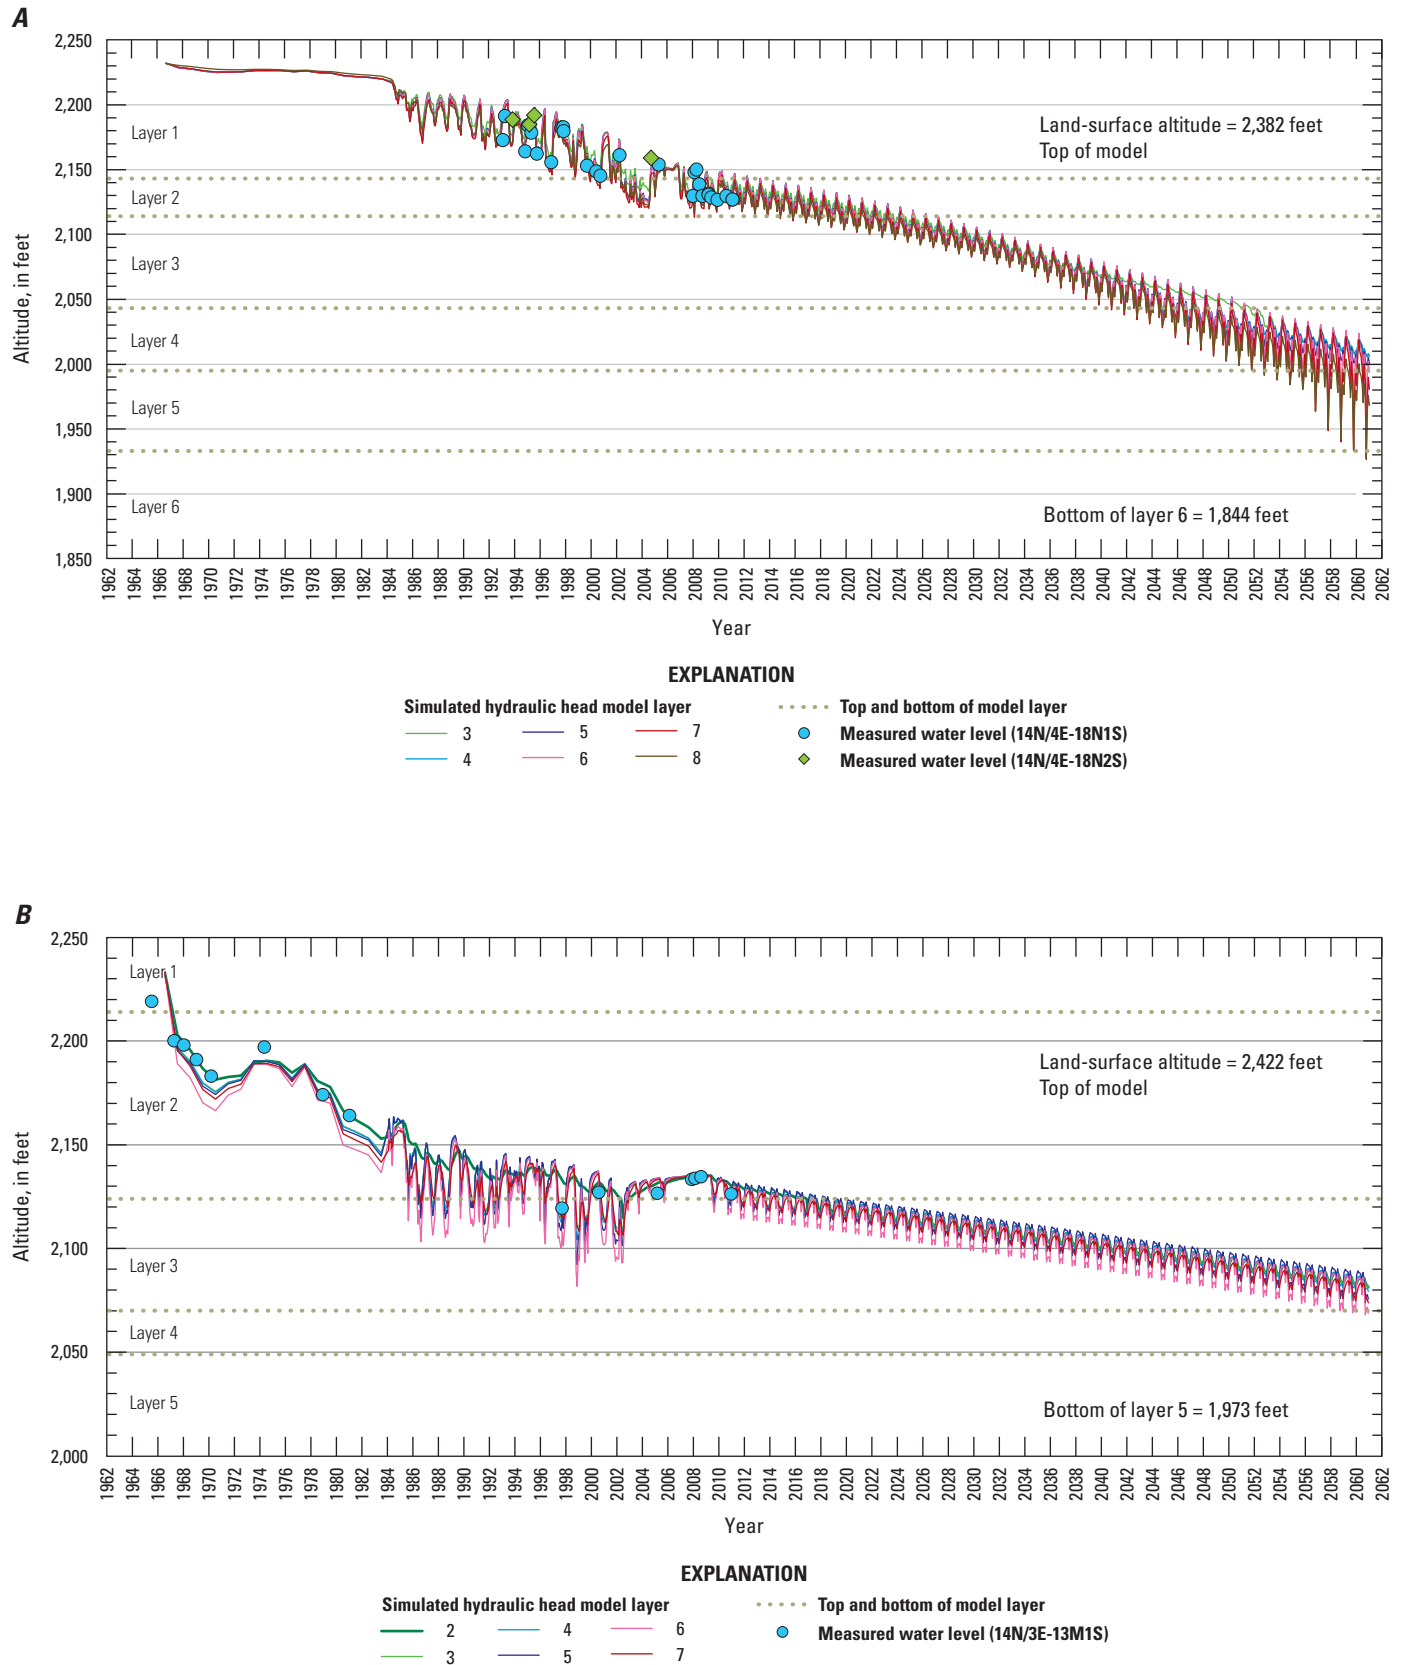 A
2,250
2,200
2,150
2,100
2,050
2,000
1,950
1,900
1,850
Altitude, in feet
Layer 1
Layer 2
Layer 3
Layer 4
Layer 5
Layer 6
Land-surface altitude = 2,382 feet
Top of model
Bottom of layer 6 = 1,844 feet
1962 1964 1966 1968 1970 1972 1974 1976 1978 1980 1982 1984 1986 1988 1990 1992 1994 1996 1998 2000 2002 2004 2006 2008 2010 2012 2014 2016 2018 2020 2022 2024 2026 2028 2030 2032 2034 2036 2038 2040 2042 2044 2046 2048 2050 2052 2054 2056 2058 2060 2062
Year
EXPLANATION
Simulated hydraulic head model layer
3 5 7
4 6 8
Top and bottom of model layer
Measured water level (14N/4E-18N1S)
Measured water level (14N/4E-18N2S)
B
2,250
2,200
2,150
2,100
2,050
2,000
Altitude, in feet
Layer 1
Layer 2
Layer 3
Layer 4
Layer 5
Land-surface altitude = 2,422 feet
Top of model
Bottom of layer 5 = 1,973 feet
1962 1964 1966 1968 1970 1972 1974 1976 1978 1980 1982 1984 1986 1988 1990 1992 1994 1996 1998 2000 2002 2004 2006 2008 2010 2012 2014 2016 2018 2020 2022 2024 2026 2028 2030 2032 2034 2036 2038 2040 2042 2044 2046 2048 2050 2052 2054 2056 2058 2060 2062
Year
EXPLANATION
Simulated hydraulic head model layer
2 4 6
3 5 7
Top and bottom of model layer
Measured water level (14N/3E-13M1S)